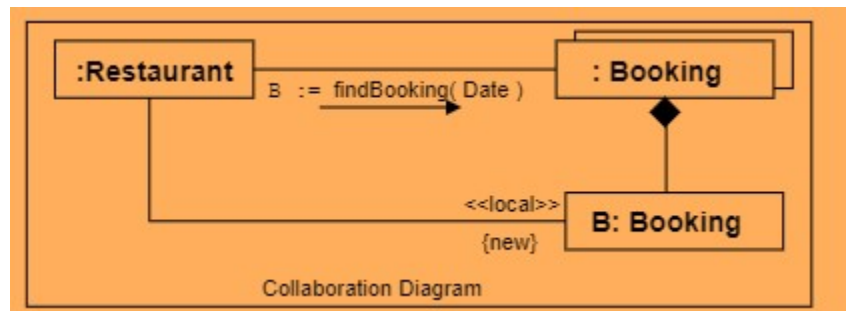 :Restaurant
: Booking
B := findBooking( Date )
<<local>>
B: Booking
{new}
Collaboration Diagram